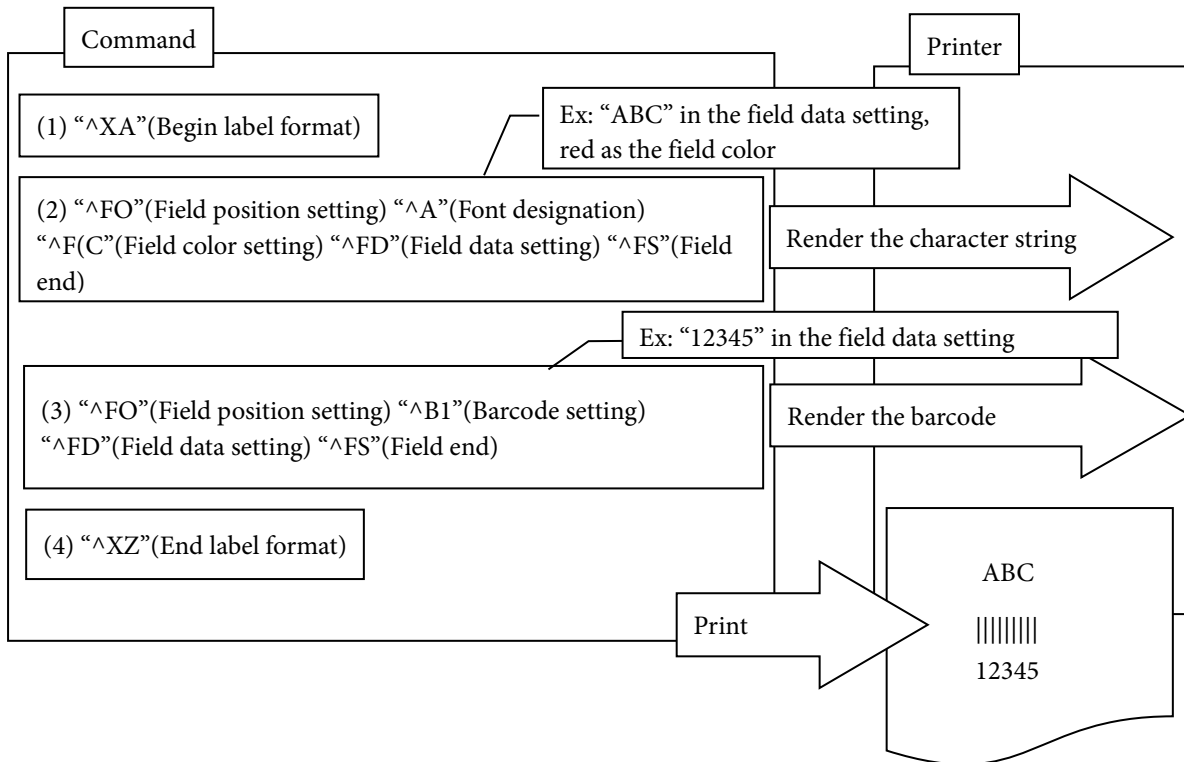 Command
Printer
(1) “^XA”(Begin label format)
Ex: “ABC” in the field data setting,
red as the field color
(2) “^FO”(Field position setting) “^A”(Font designation)
“^F(C”(Field color setting) “^FD”(Field data setting) “^FS”(Field
end)
Render the character string
Ex: “12345” in the field data setting
(3) “^FO”(Field position setting) “^B1”(Barcode setting)
“^FD”(Field data setting) “^FS”(Field end)
Render the barcode
(4) “^XZ”(End label format)
Print
ABC
12345